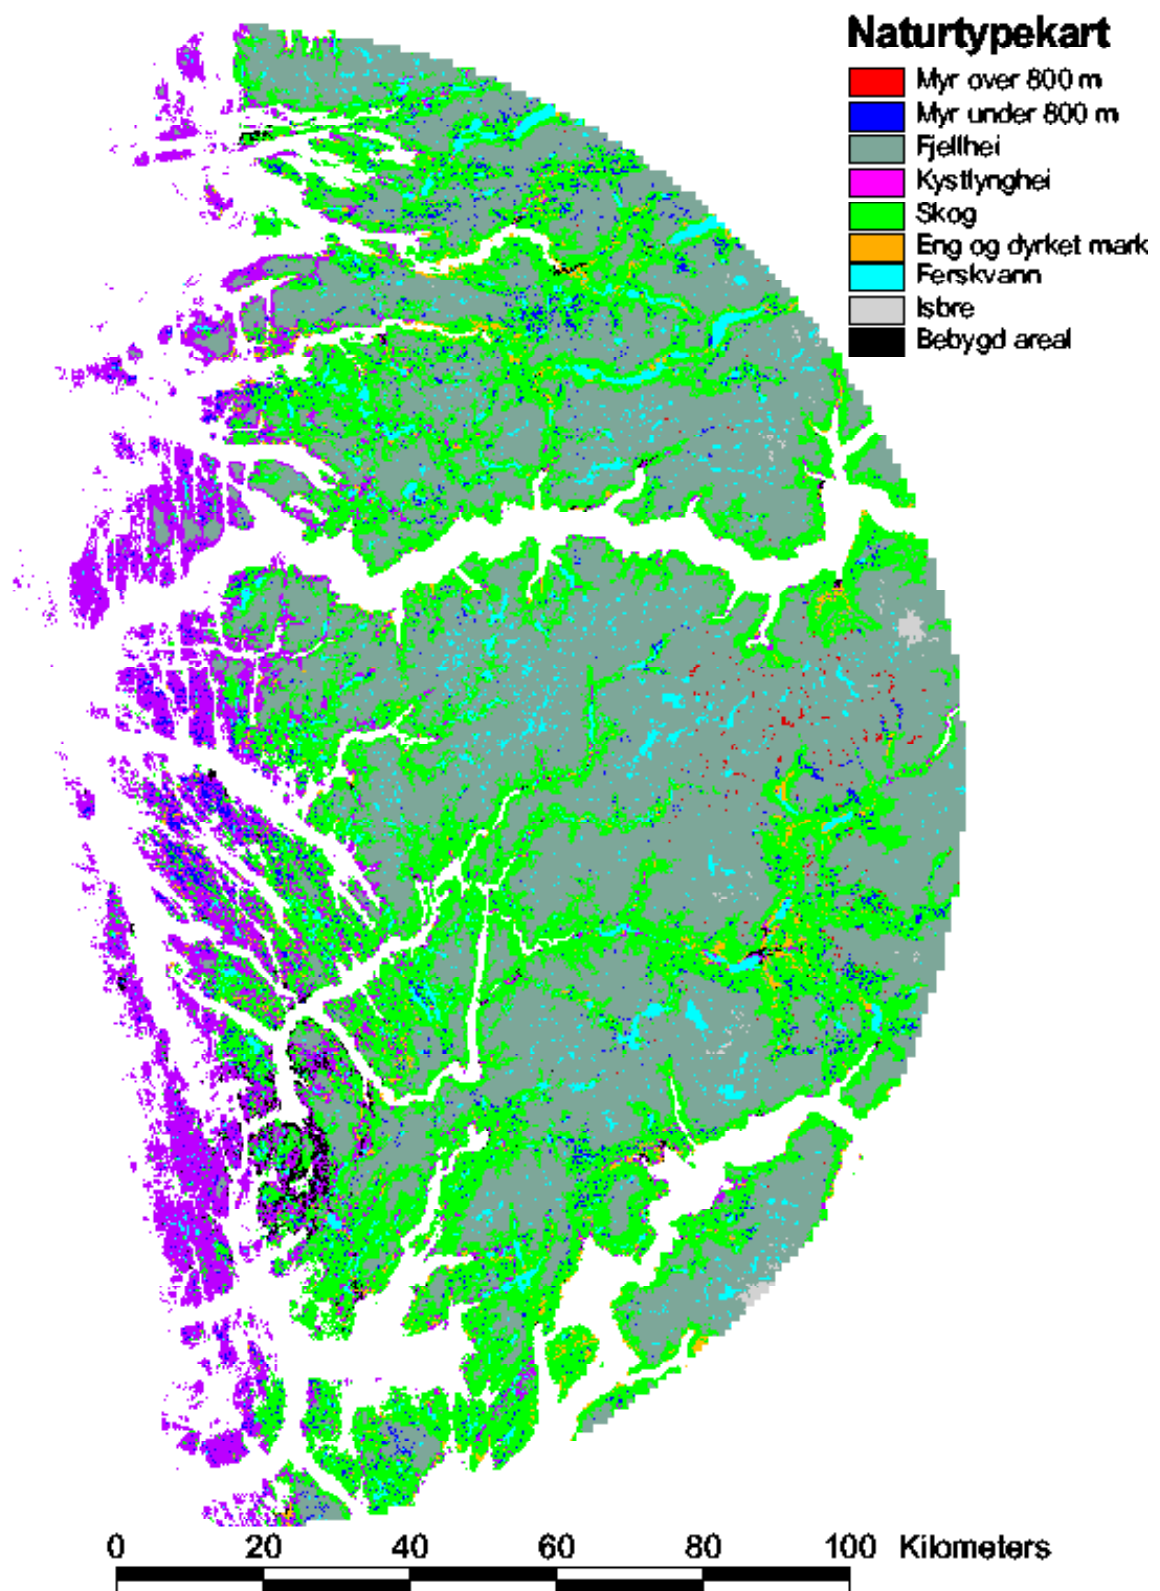 Naturtypekart
Myr over 800 m
Myr under 800 m
Fjellhei
Kystlynghei
Skog
Eng og dyrket mark
Ferskvann
Isbre
Bebygd areal
0 20 40 60 80 100 Kilometers